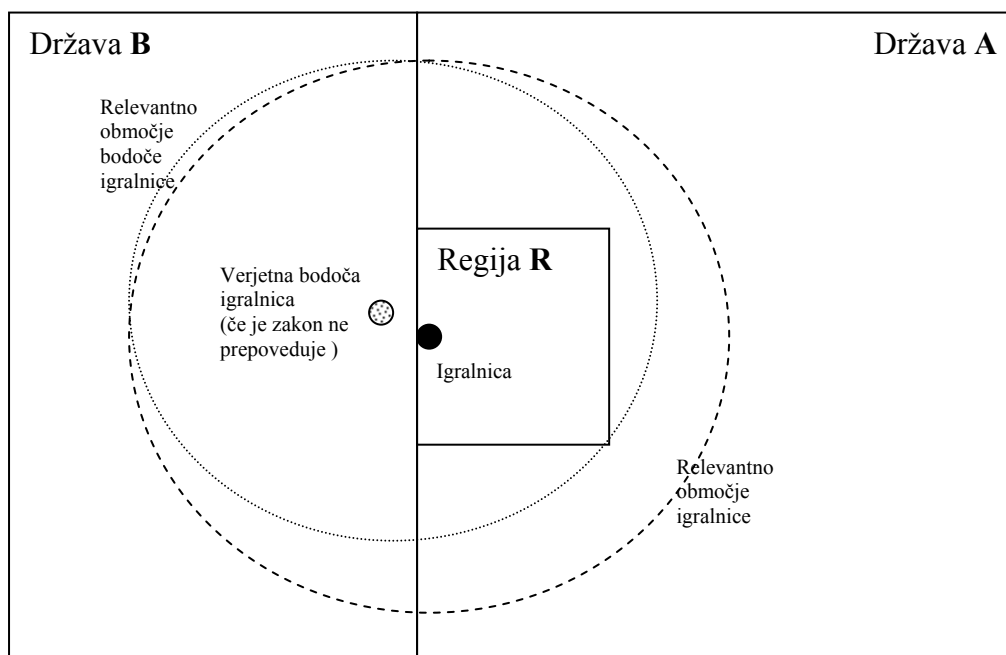 Država B
Država A
Relevantno
območje
bodoče
igralnice
Regija R
Verjetna bodoča
igralnica
(če je zakon ne
prepoveduje )
Igralnica
Relevantno
območje
igralnice